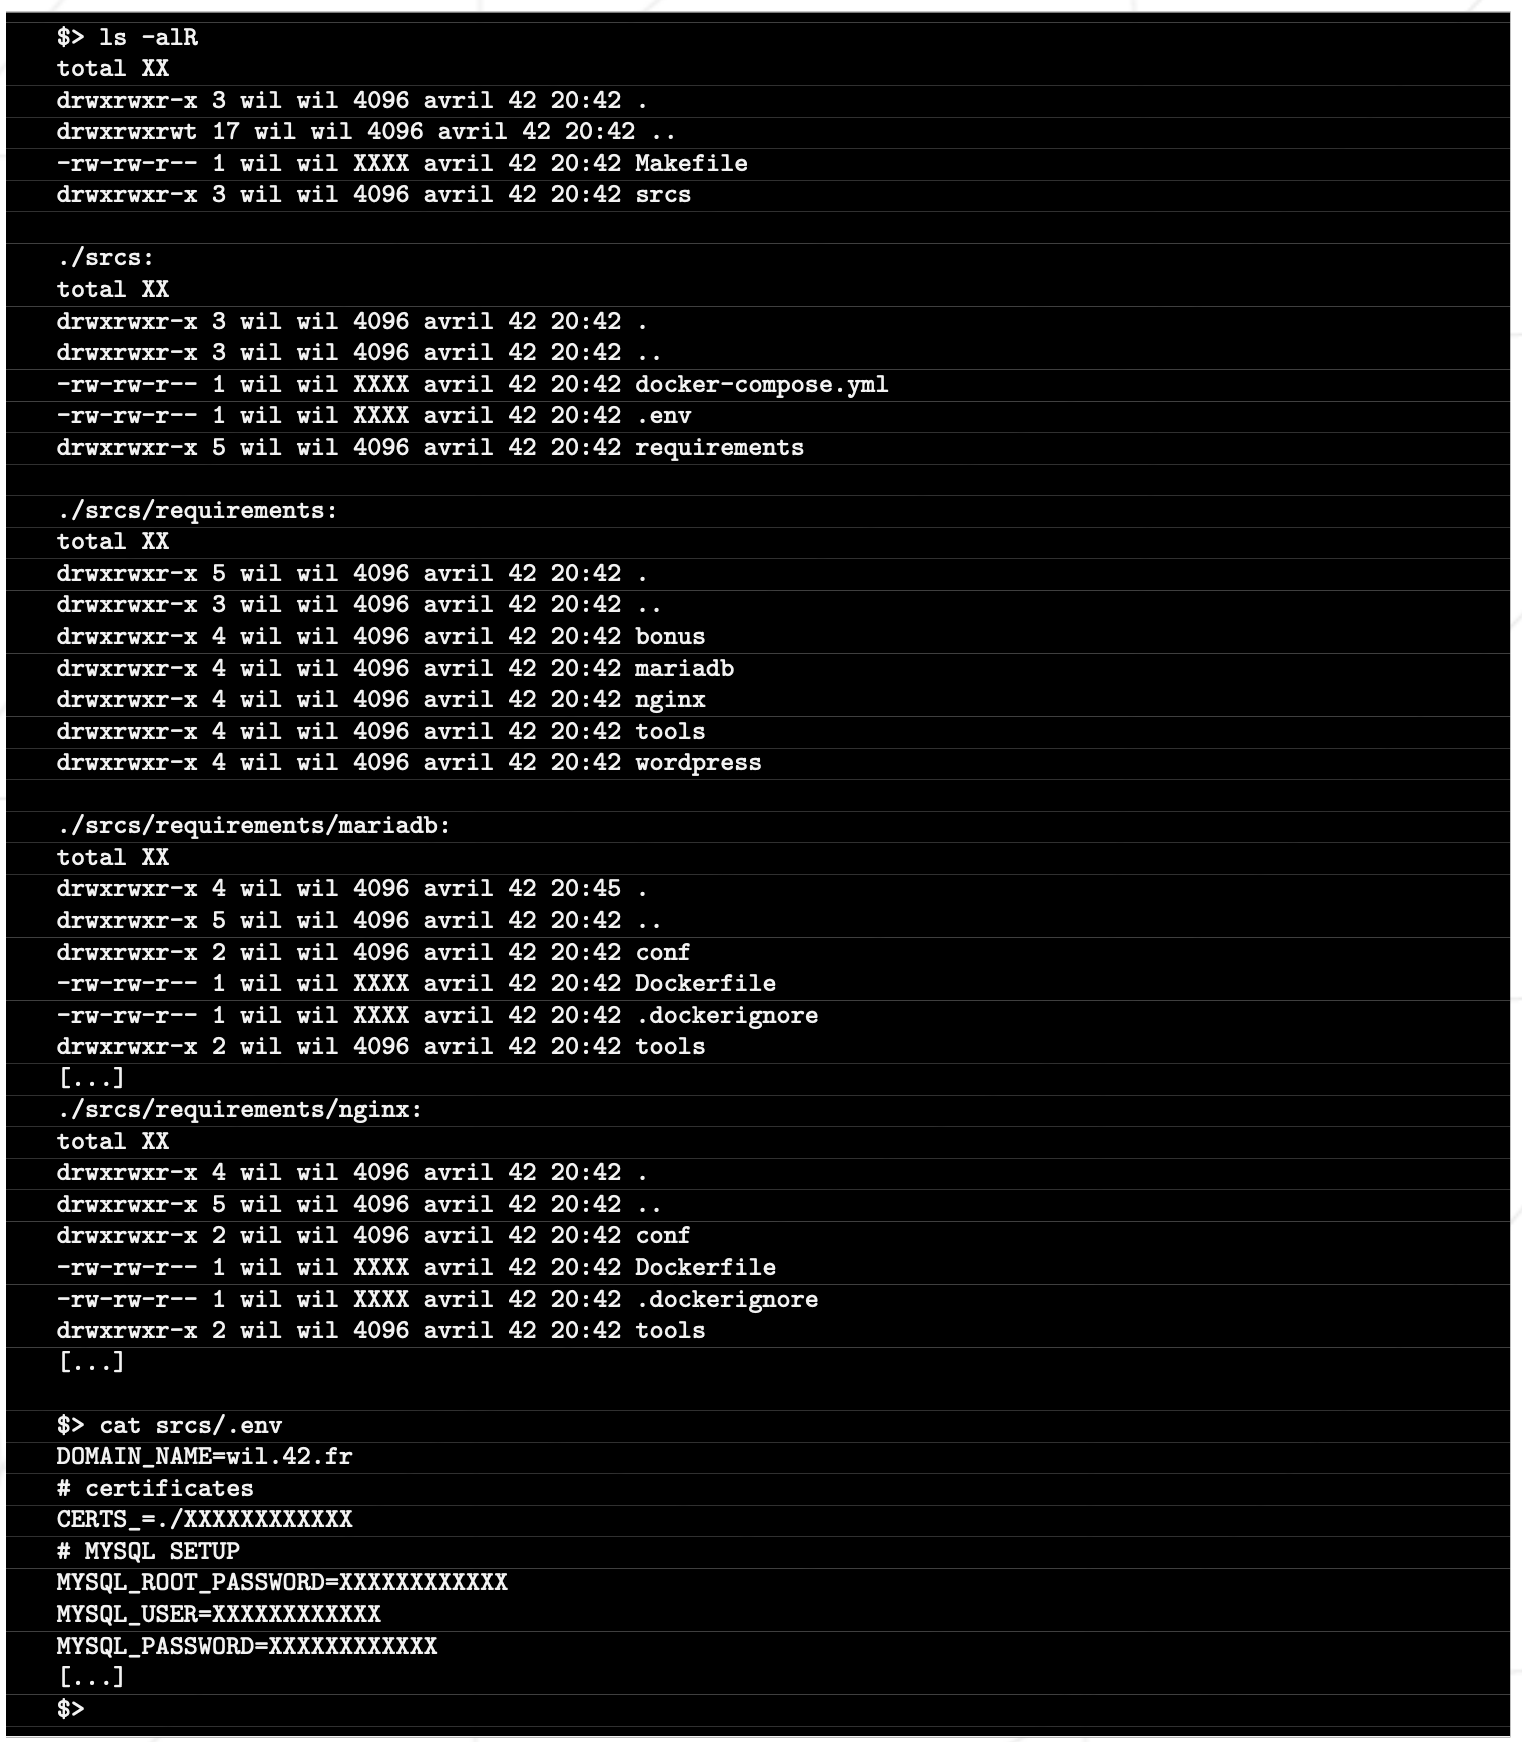 $> ls -alR
total XX
drwxrwxr-x 3 wil wil 4096 avril 42 20:42 .
drwxrwxrwt 17 wil wil 4096 avril 42 20:42 ..
-rw-rw-r-- 1 wil wil XXXX avril 42 20:42 Makefile
drwxrwxr-x 3 wil wil 4096 avril 42 20:42 srcs
./srcs:
total XX
drwxrwxr-x 3 wil wil 4096 avril 42 20:42 .
drwxrwxr-x 3 wil wil 4096 avril 42 20:42 ..
-rw-rw-r-- 1 wil wil XXXX avril 42 20:42 docker-compose.yml
-rw-rw-r-- 1 wil wil XXXX avril 42 20:42 .env
drwxrwxr-x 5 wil wil 4096 avril 42 20:42 requirements
./srcs/requirements:
total XX
drwxrwxr-x 5 wil wil 4096 avril 42 20:42 .
drwxrwxr-x 3 wil wil 4096 avril 42 20:42 ..
drwxrwxr-x 4 wil wil 4096 avril 42 20:42 bonus
drwxrwxr-x 4 wil wil 4096 avril 42 20:42 mariadb
drwxrwxr-x 4 wil wil 4096 avril 42 20:42 nginx
drwxrwxr-x 4 wil wil 4096 avril 42 20:42 tools
drwxrwxr-x 4 wil wil 4096 avril 42 20:42 wordpress
./srcs/requirements/mariadb:
total XX
drwxrwxr-x 4 wil wil 4096 avril 42 20:45 .
drwxrwxr-x 5 wil wil 4096 avril 42 20:42 ..
drwxrwxr-x 2 wil wil 4096 avril 42 20:42 conf
-rw-rw-r-- 1 wil wil XXXX avril 42 20:42 Dockerfile
-rw-rw-r-- 1 wil wil XXXX avril 42 20:42 .dockerignore
drwxrwxr-x 2 wil wil 4096 avril 42 20:42 tools
[...]
./srcs/requirements/nginx:
total XX
drwxrwxr-x 4 wil wil 4096 avril 42 20:42 .
drwxrwxr-x 5 wil wil 4096 avril 42 20:42 ..
drwxrwxr-x 2 wil wil 4096 avril 42 20:42 conf
-rw-rw-r-- 1 wil wil XXXX avril 42 20:42 Dockerfile
-rw-rw-r-- 1 wil wil XXXX avril 42 20:42 .dockerignore
drwxrwxr-x 2 wil wil 4096 avril 42 20:42 tools
[...]
$> cat srcs/.env
DOMAIN_NAME=wil.42.fr
# certificates
CERTS_=./XXXXXXXXXXXX
# MYSQL SETUP
MYSQL_ROOT_PASSWORD=XXXXXXXXXXXX
MYSQL_USER=XXXXXXXXXXXX
MYSQL_PASSWORD=XXXXXXXXXXXX
[...]
$>